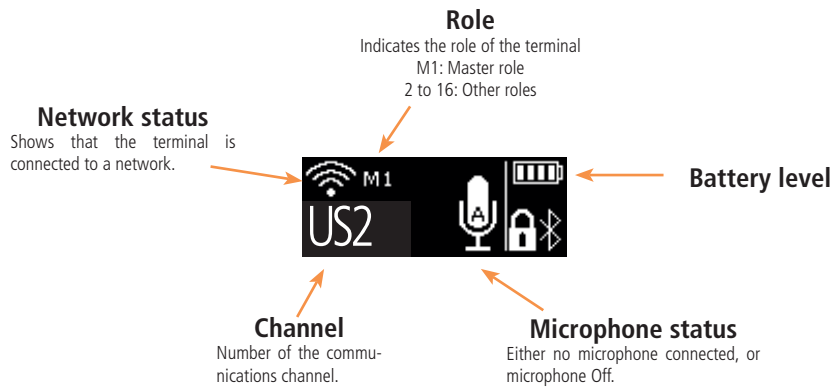 Role
Indicates the role of the terminal
M1: Master role
2 to 16: Other roles
Network status
Shows that the terminal is
connected to a network.
M1
A
US2
Battery level
Channel
Number of the commu-
nications channel.
Microphone status
Either no microphone connected, or
microphone Off.